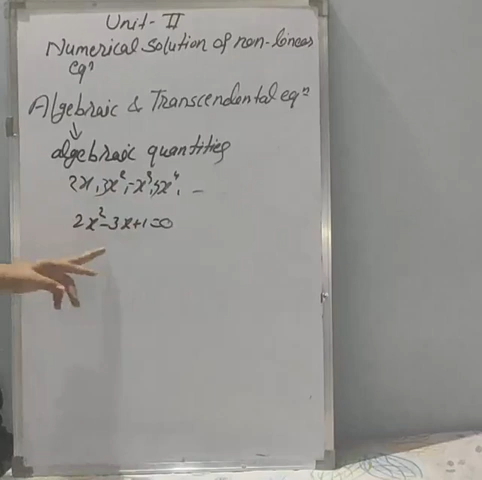 Unit- II
Numerical solution of non-linear
eqⁿ
Algebraic & Transcendental eqⁿ
↓
algebraic quantities
2x, 3x², -x³, 5x⁴, -
2x²-3x+1=0